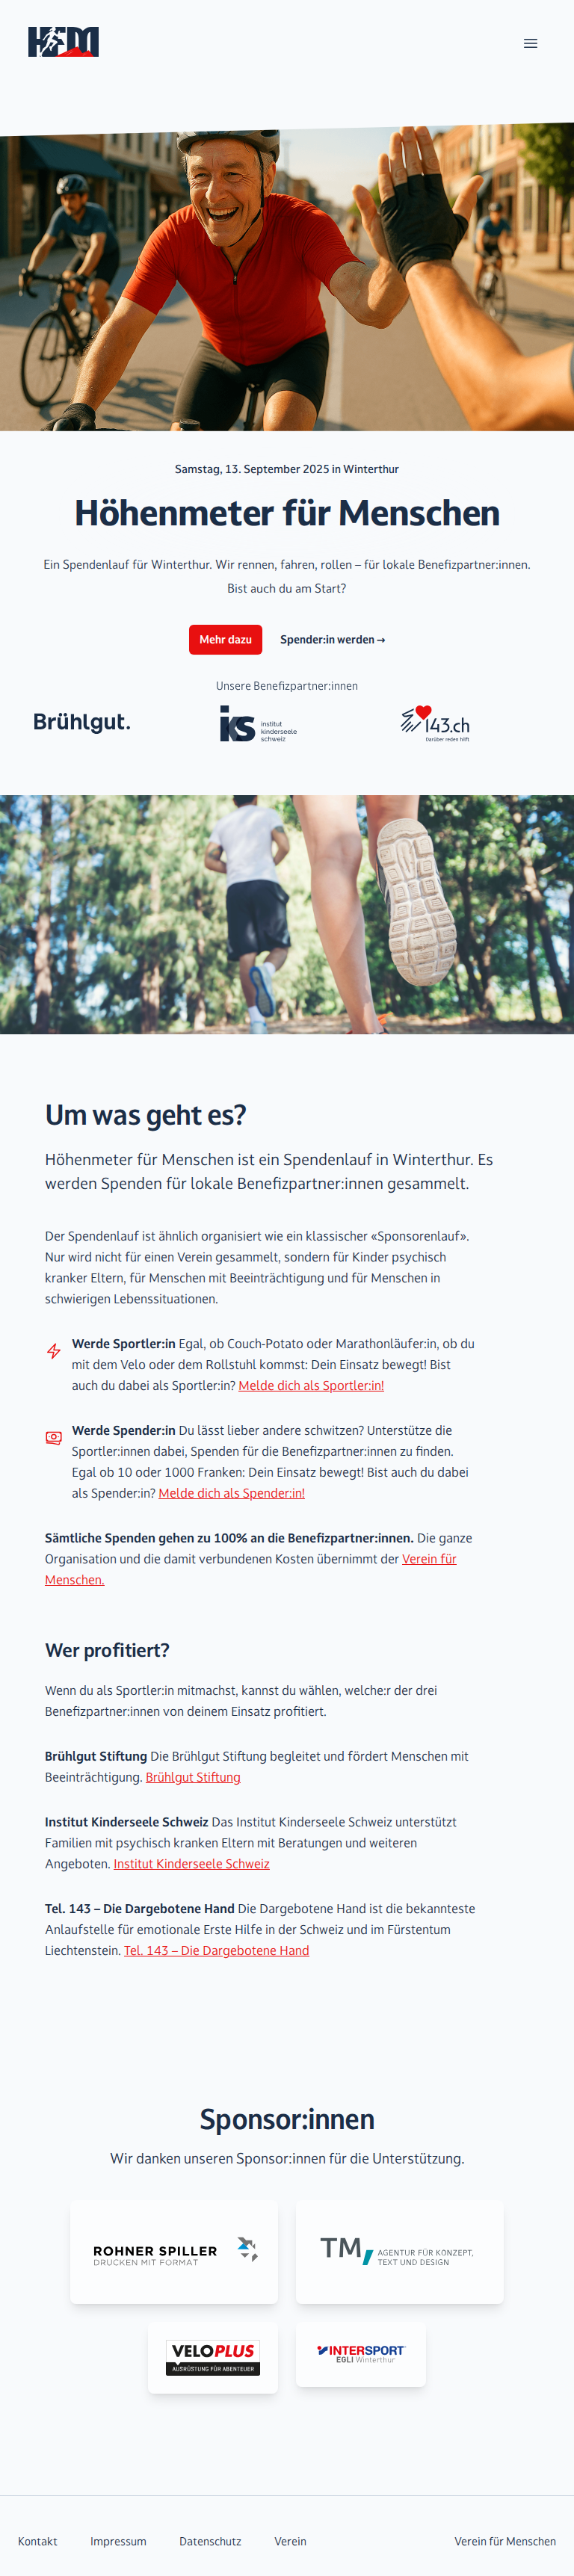 HFM
Samstag, 13. September 2025 in Winterthur
Höhenmeter für Menschen
Ein Spendenlauf für Winterthur. Wir rennen, fahren, rollen – für lokale Benefizpartner:innen.
Bist auch du am Start?
Mehr dazu
Spender:in werden →
Unsere Benefizpartner:innen
Brühlgut.
iks institut
kinderseele
schweiz
143.ch
Darüber reden hilft
Um was geht es?
Höhenmeter für Menschen ist ein Spendenlauf in Winterthur. Es
werden Spenden für lokale Benefizpartner:innen gesammelt.
Der Spendenlauf ist ähnlich organisiert wie ein klassischer «Sponsorenlauf».
Nur wird nicht für einen Verein gesammelt, sondern für Kinder psychisch
kranker Eltern, für Menschen mit Beeinträchtigung und für Menschen in
schwierigen Lebenssituationen.
Werde Sportler:in Egal, ob Couch-Potato oder Marathonläufer:in, ob du
mit dem Velo oder dem Rollstuhl kommst: Dein Einsatz bewegt! Bist
auch du dabei als Sportler:in? Melde dich als Sportler:in!
Werde Spender:in Du lässt lieber andere schwitzen? Unterstütze die
Sportler:innen dabei, Spenden für die Benefizpartner:innen zu finden.
Egal ob 10 oder 1000 Franken: Dein Einsatz bewegt! Bist auch du dabei
als Spender:in? Melde dich als Spender:in!
Sämtliche Spenden gehen zu 100% an die Benefizpartner:innen. Die ganze
Organisation und die damit verbundenen Kosten übernimmt der Verein für
Menschen.
Wer profitiert?
Wenn du als Sportler:in mitmachst, kannst du wählen, welche:r der drei
Benefizpartner:innen von deinem Einsatz profitiert.
Brühlgut Stiftung Die Brühlgut Stiftung begleitet und fördert Menschen mit
Beeinträchtigung. Brühlgut Stiftung
Institut Kinderseele Schweiz Das Institut Kinderseele Schweiz unterstützt
Familien mit psychisch kranken Eltern mit Beratungen und weiteren
Angeboten. Institut Kinderseele Schweiz
Tel. 143 – Die Dargebotene Hand Die Dargebotene Hand ist die bekannteste
Anlaufstelle für emotionale Erste Hilfe in der Schweiz und im Fürstentum
Liechtenstein. Tel. 143 – Die Dargebotene Hand
Sponsor:innen
Wir danken unseren Sponsor:innen für die Unterstützung.
ROHNER SPILLER
DRUCKEN MIT FORMAT
TM, AGENTUR FÜR KONZEPT,
TEXT UND DESIGN
VELOPLUS
AUSRÜSTUNG FÜR ABENTEUER
INTERSPORT
EGLI Winterthur
Kontakt
Impressum
Datenschutz
Verein
Verein für Menschen